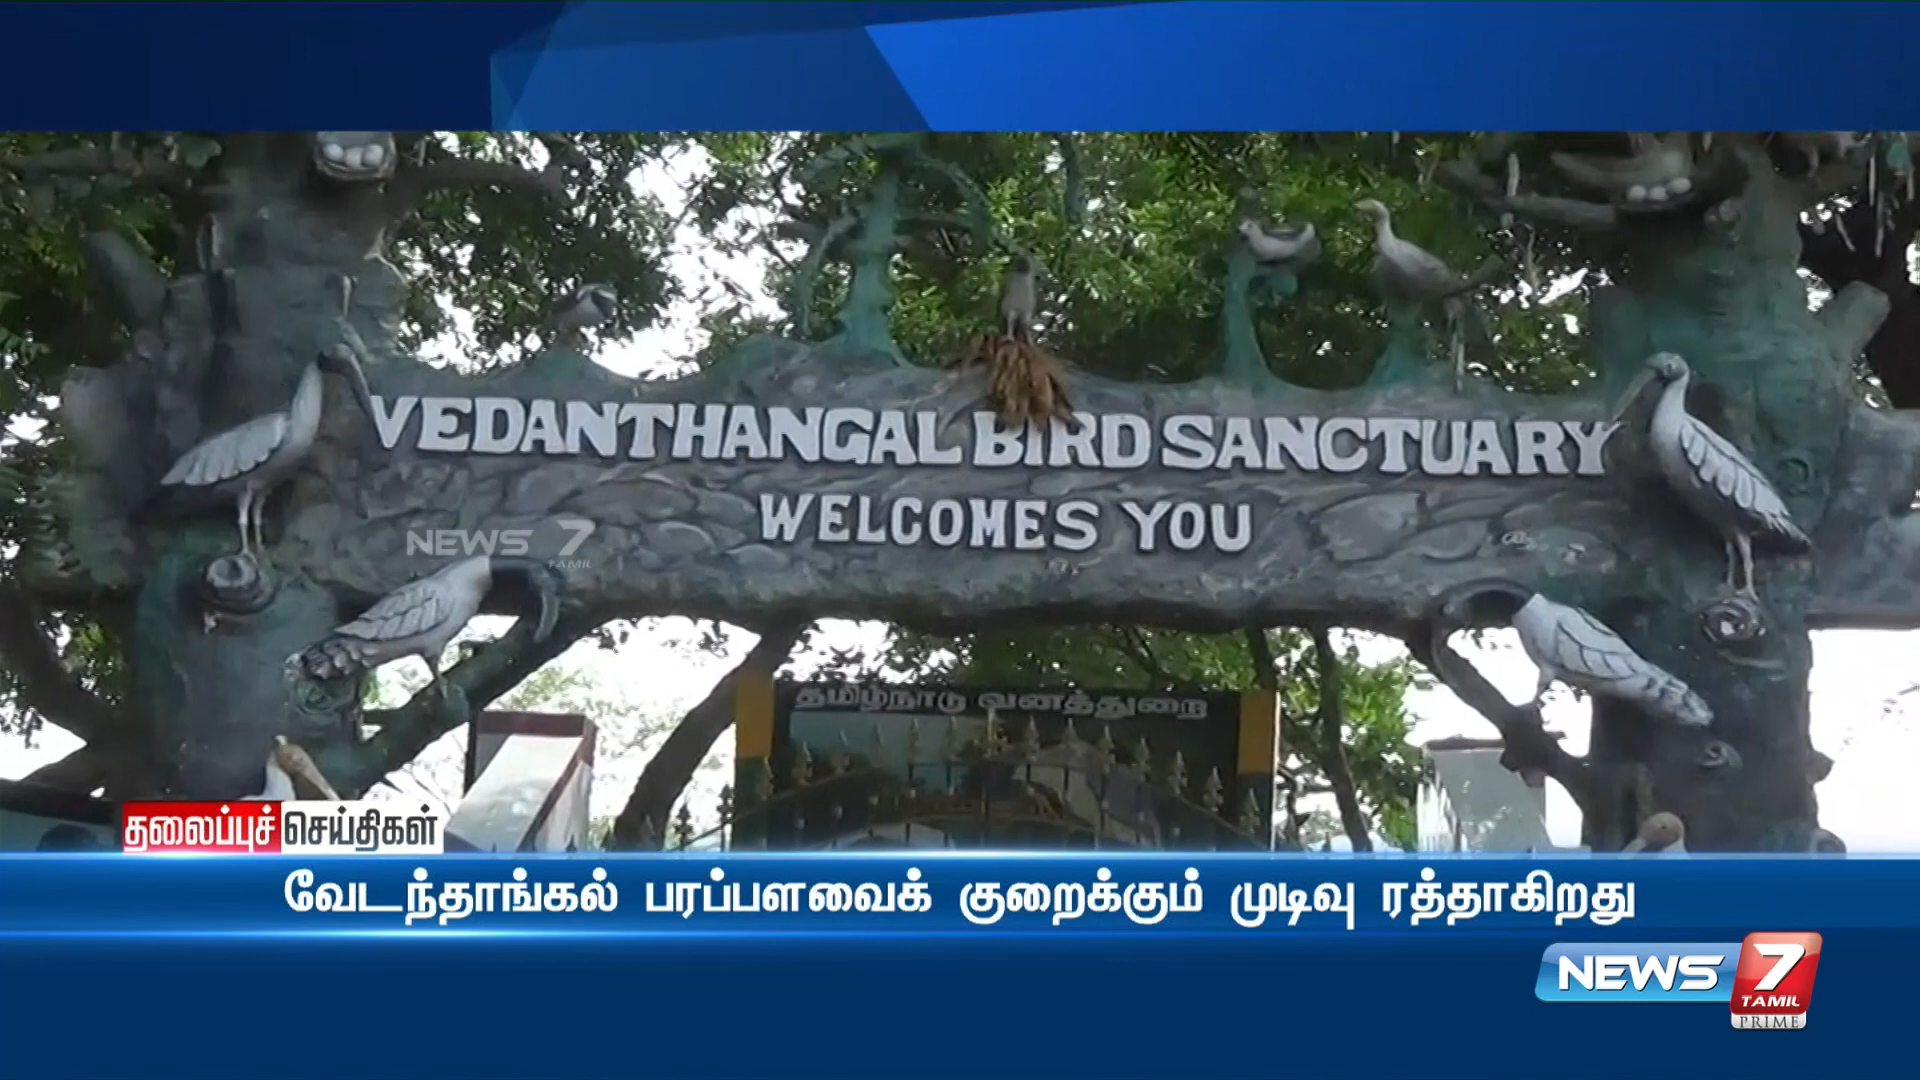 VEDANTHANGAL BIRD SANCTUARY
WELCOMES YOU
NEWS 7
TAMIL
தமிழ்நாடு வனத்துறை
தலைப்புச் செய்திகள்
வேடந்தாங்கல் பரப்பளவைக் குறைக்கும் முடிவு ரத்தாகிறது
NEWS 7
TAMIL
PRIME